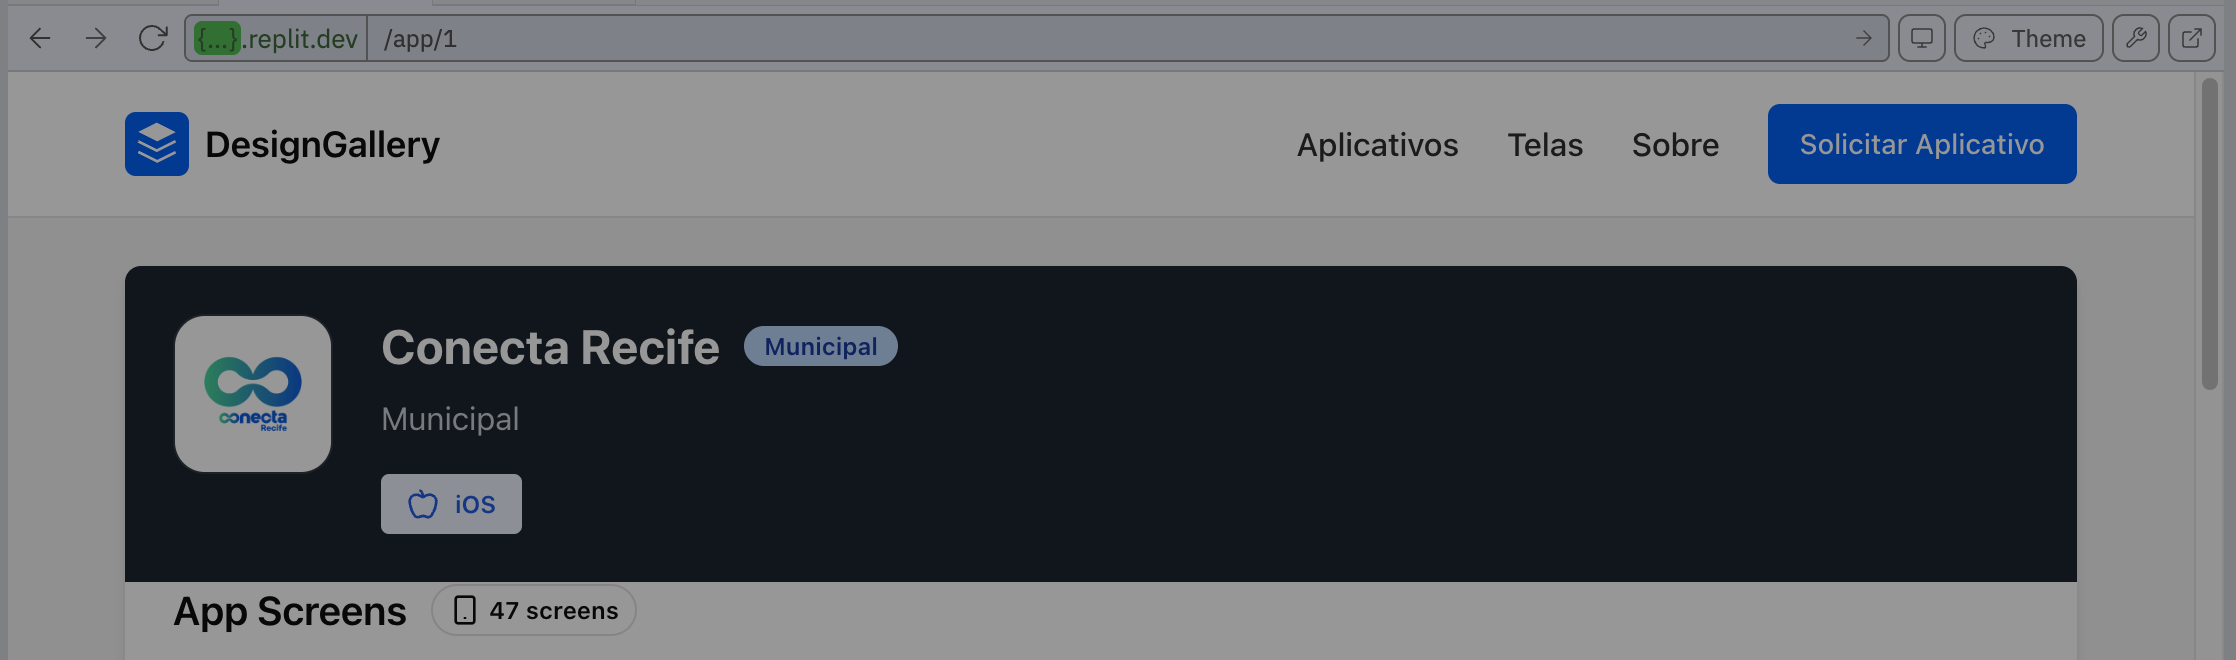 {...}.replit.dev /app/1 Theme
DesignGallery Aplicativos Telas Sobre Solicitar Aplicativo
Conecta Recife Municipal
conecta
Recife
Municipal
iOS
App Screens 47 screens